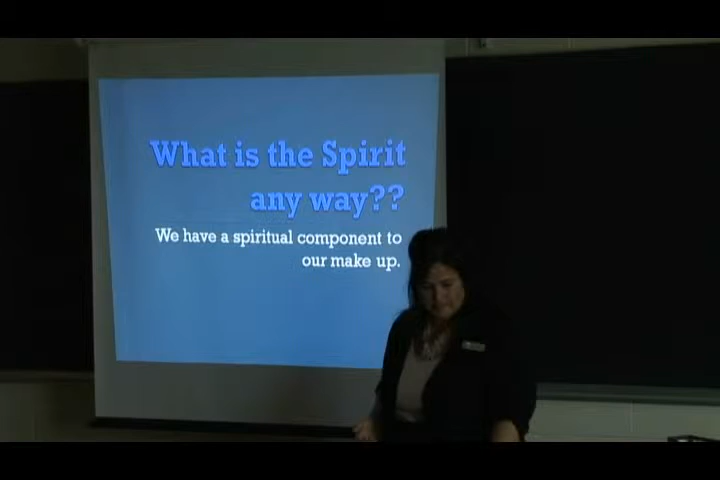 What is the Spirit
any way??
We have a spiritual component to
our make up.